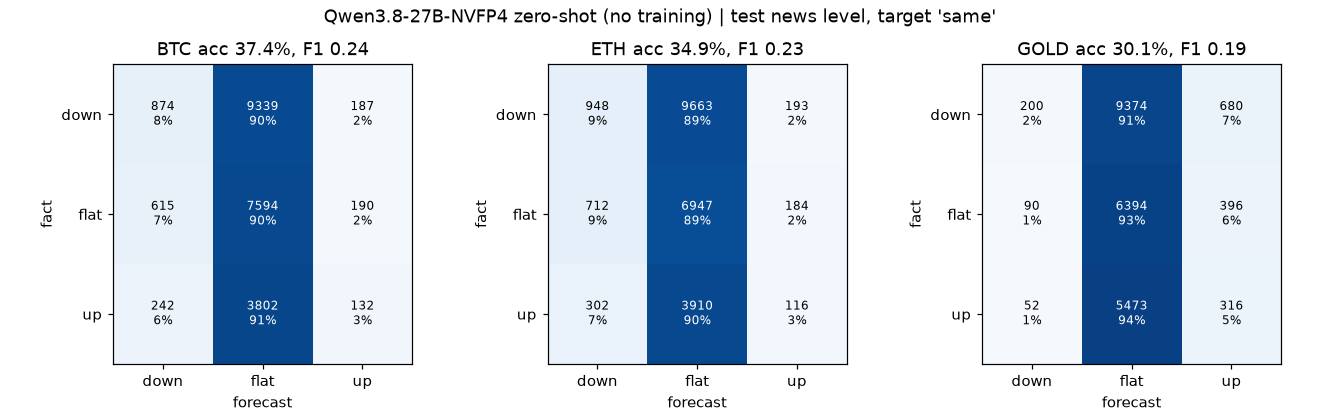 Qwen3.8-27B-NVFP4 zero-shot (no training) | test news level, target 'same'
BTC acc 37.4%, F1 0.24
fact
down
flat
up
874
8%
9339
90%
187
2%
615
7%
7594
90%
190
2%
242
6%
3802
91%
132
3%
down
flat
up
forecast
ETH acc 34.9%, F1 0.23
fact
down
flat
up
948
9%
9663
89%
193
2%
712
9%
6947
89%
184
2%
302
7%
3910
90%
116
3%
down
flat
up
forecast
GOLD acc 30.1%, F1 0.19
fact
down
flat
up
200
2%
9374
91%
680
7%
90
1%
6394
93%
396
6%
52
1%
5473
94%
316
5%
down
flat
up
forecast